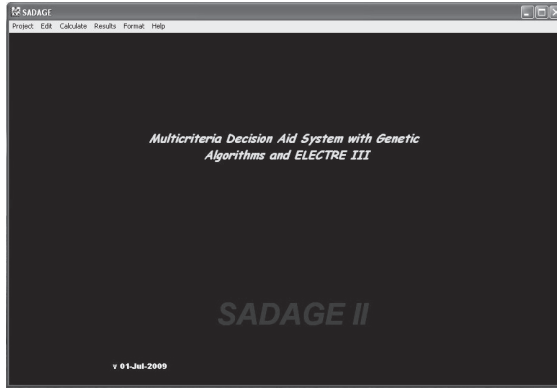 SADAGE
Project Edit Calculate Results Format Help
Multicriteria Decision Aid System with Genetic
Algorithms and ELECTRE III
SADAGE II
v 01-Jul-2009